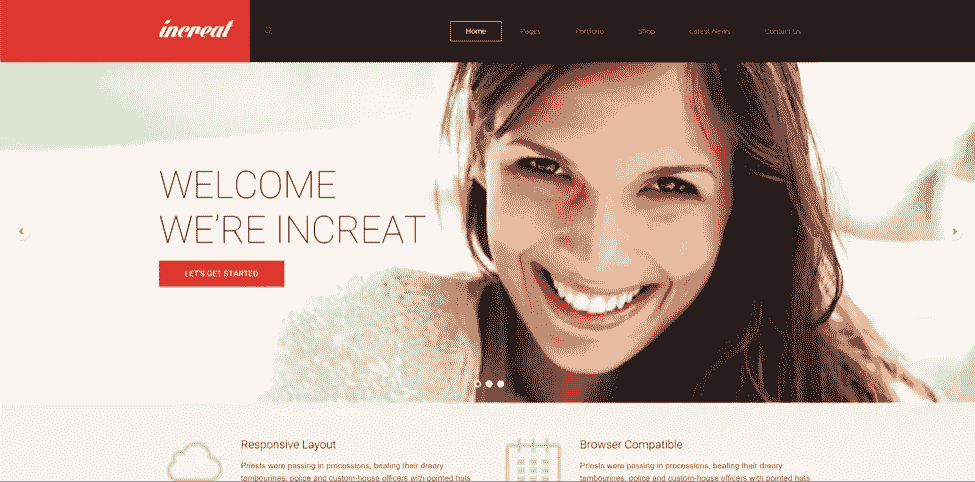 increat
Home Pages Portfolio Shop Latest News Contact Us
WELCOME
WE'RE INCREAT
LET'S GET STARTED
Responsive Layout
Priests were passing in processions, beating their dreary
tambourines, police and custom-house officers with pointed hats
Browser Compatible
Priests were passing in processions, beating their dreary
tambourines, police and custom-house officers with pointed hats